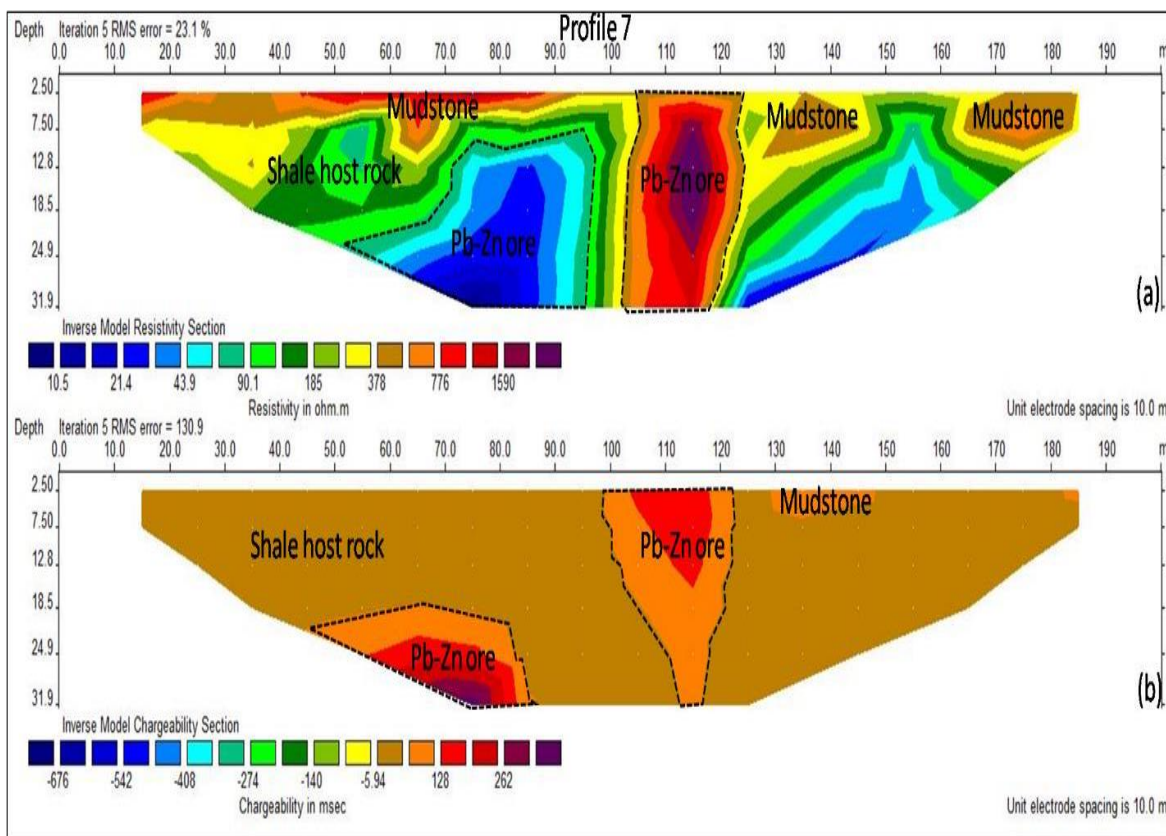 Profile 7
Depth Iteration 5 RMS error = 23.1 %
0.0 10.0 20.0 30.0 40.0 50.0 60.0 70.0 80.0 90.0 100 110 120 130 140 150 160 170 180 190 m
2.50
7.50
12.8
18.5
24.9
31.9
Mudstone
Mudstone
Mudstone
Shale host rock
Pb-Zn ore
Pb-Zn ore
(a)
Inverse Model Resistivity Section
10.5 21.4 43.9 90.1 185 378 776 1590
Resistivity in ohm.m
Unit electrode spacing is 10.0 m
Depth Iteration 5 RMS error = 130.9
0.0 10.0 20.0 30.0 40.0 50.0 60.0 70.0 80.0 90.0 100 110 120 130 140 150 160 170 180 190 m
2.50
7.50
12.8
18.5
24.9
31.9
Mudstone
Shale host rock
Pb-Zn ore
Pb-Zn ore
(b)
Inverse Model Chargeability Section
-676 -542 -408 -274 -140 -5.94 128 262
Chargeability in msec
Unit electrode spacing is 10.0 m